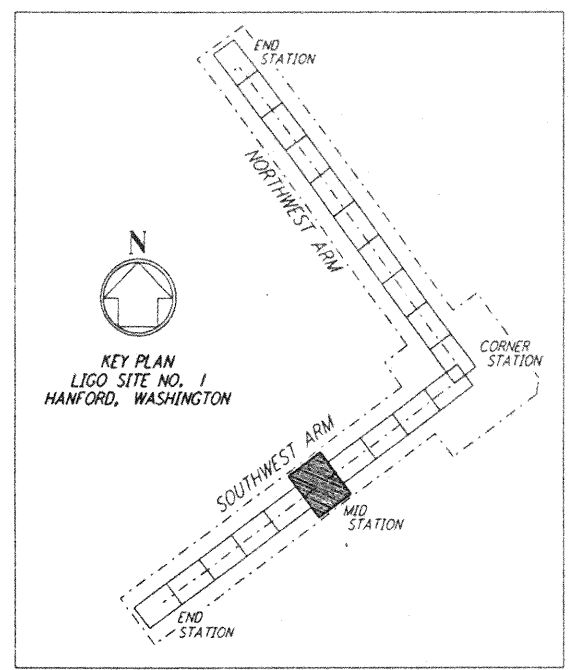 END
STATION
NORTHWEST ARM
N
KEY PLAN
LIGO SITE NO. 1
HANFORD, WASHINGTON
CORNER
STATION
SOUTHWEST ARM
MID
STATION
END
STATION